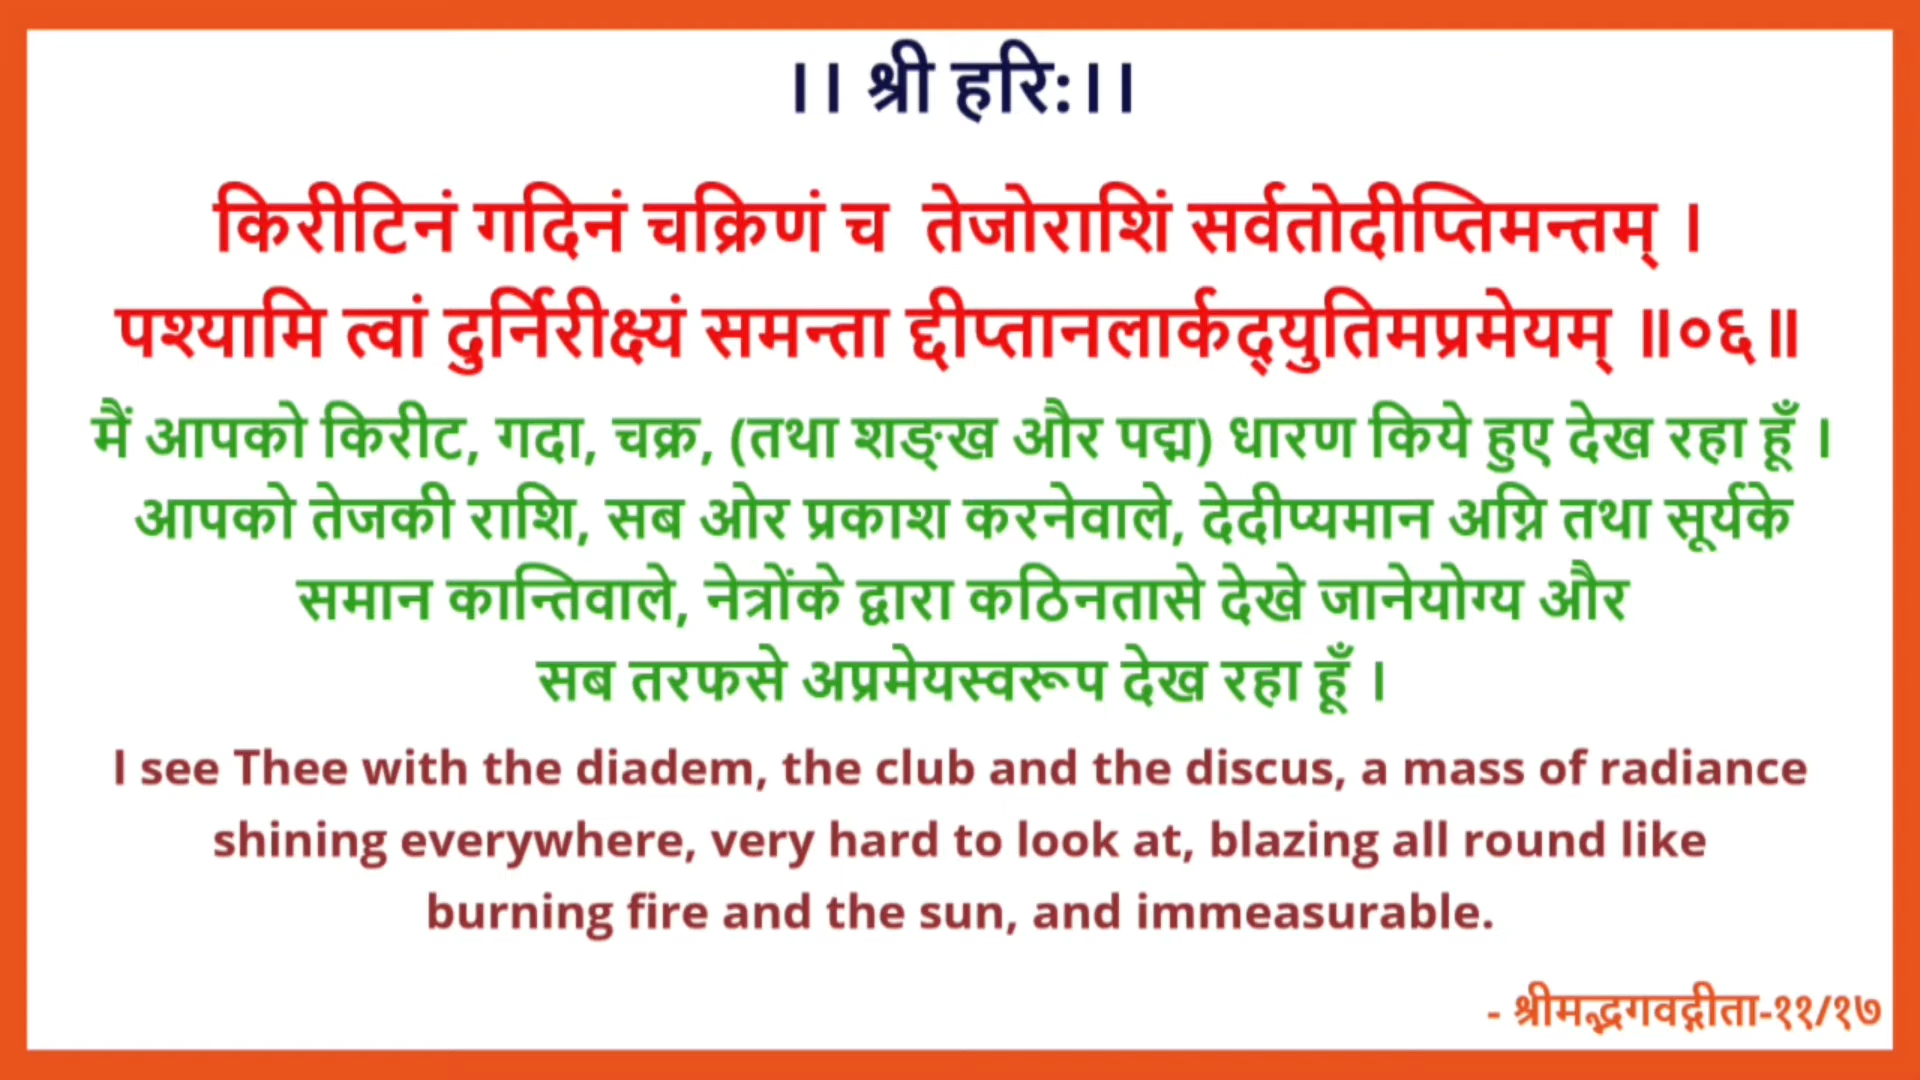 ।। श्री हरि:।।
किरीटिनं गदिनं चक्रिणं च तेजोराशिं सर्वतोदीप्तिमन्तम् ।
पश्यामि त्वां दुर्निरीक्ष्यं समन्ता द्दीप्तानलार्कद्‌युतिमप्रमेयम् ॥०६॥
मैं आपको किरीट, गदा, चक्र, (तथा शङ्ख और पद्म) धारण किये हुए देख रहा हूँ ।
आपको तेजकी राशि, सब ओर प्रकाश करनेवाले, देदीप्यमान अग्नि तथा सूर्यके
समान कान्तिवाले, नेत्रोंके द्वारा कठिनतासे देखे जानेयोग्य और
सब तरफसे अप्रमेयस्वरूप देख रहा हूँ ।
I see Thee with the diadem, the club and the discus, a mass of radiance
shining everywhere, very hard to look at, blazing all round like
burning fire and the sun, and immeasurable.
- श्रीमद्भगवद्गीता-११/१७